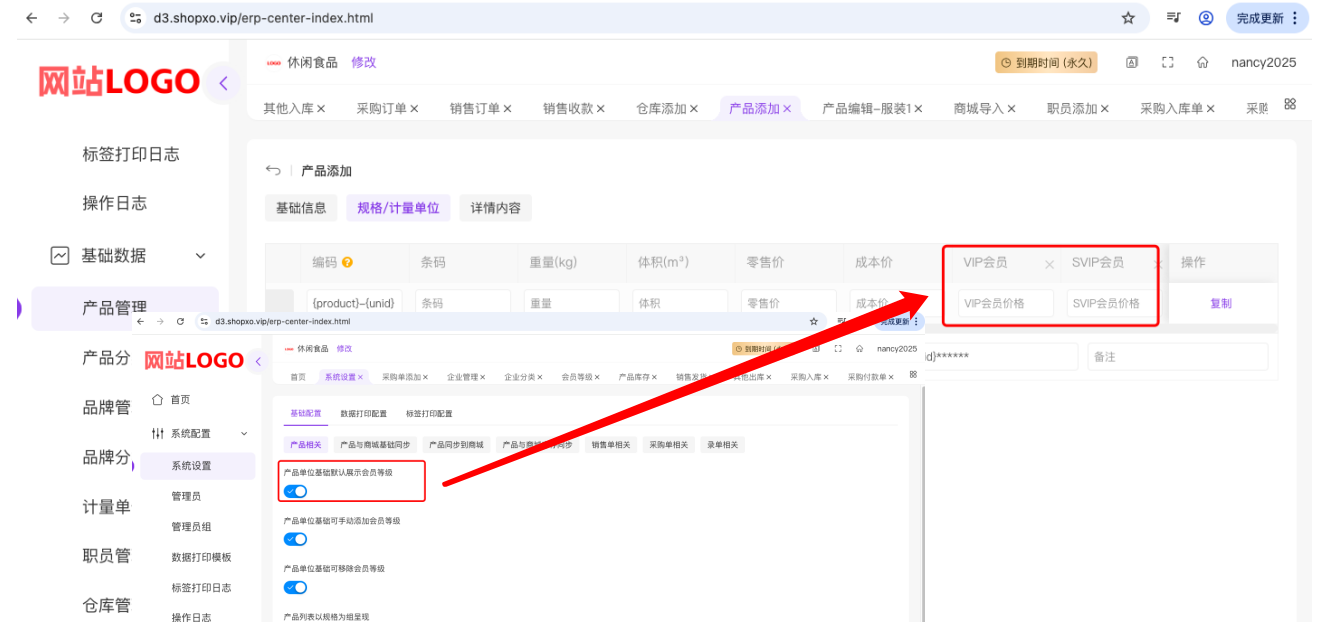 d3.shopxo.vip/erp-center-index.html
完成更新
网站LOGO
休闲食品 修改
到期时间 (永久)
nancy2025
其他入库 采购订单 销售订单 销售收款 仓库添加 产品添加 产品编辑-服装1 商城导入 职员添加 采购入库单
标签打印日志
操作日志
基础数据
产品管理
产品分
品牌管
品牌分
计量单
职员管
仓库管
产品添加
基础信息 规格/计量单位 详情内容
编码 条码 重量(kg) 体积(m³) 零售价 成本价 VIP会员 SVIP会员 操作
{product}-{unid} 条码 重量 体积 零售价 成本价 VIP会员价格 SVIP会员价格 复制
id}****** 备注
d3.shopxo.vip/erp-center-index.html
完成更新
网站LOGO
休闲食品 修改
nancy2025
首页 系统设置 采购单添加 企业管理 企业分类 会员等级 产品库存 销售发货 其他出库 采购入库 采购付款单
首页
系统配置
系统设置
管理员
管理员组
数据打印模板
标签打印日志
操作日志
基础配置 数据打印配置 标签打印配置
产品相关 产品与商城基础同步 产品同步到商城 销售单相关 采购单相关 录单相关
产品单位基础默认展示会员等级
产品单位基础可手动添加会员等级
产品单位基础可移除会员等级
产品列表以规格为组呈现